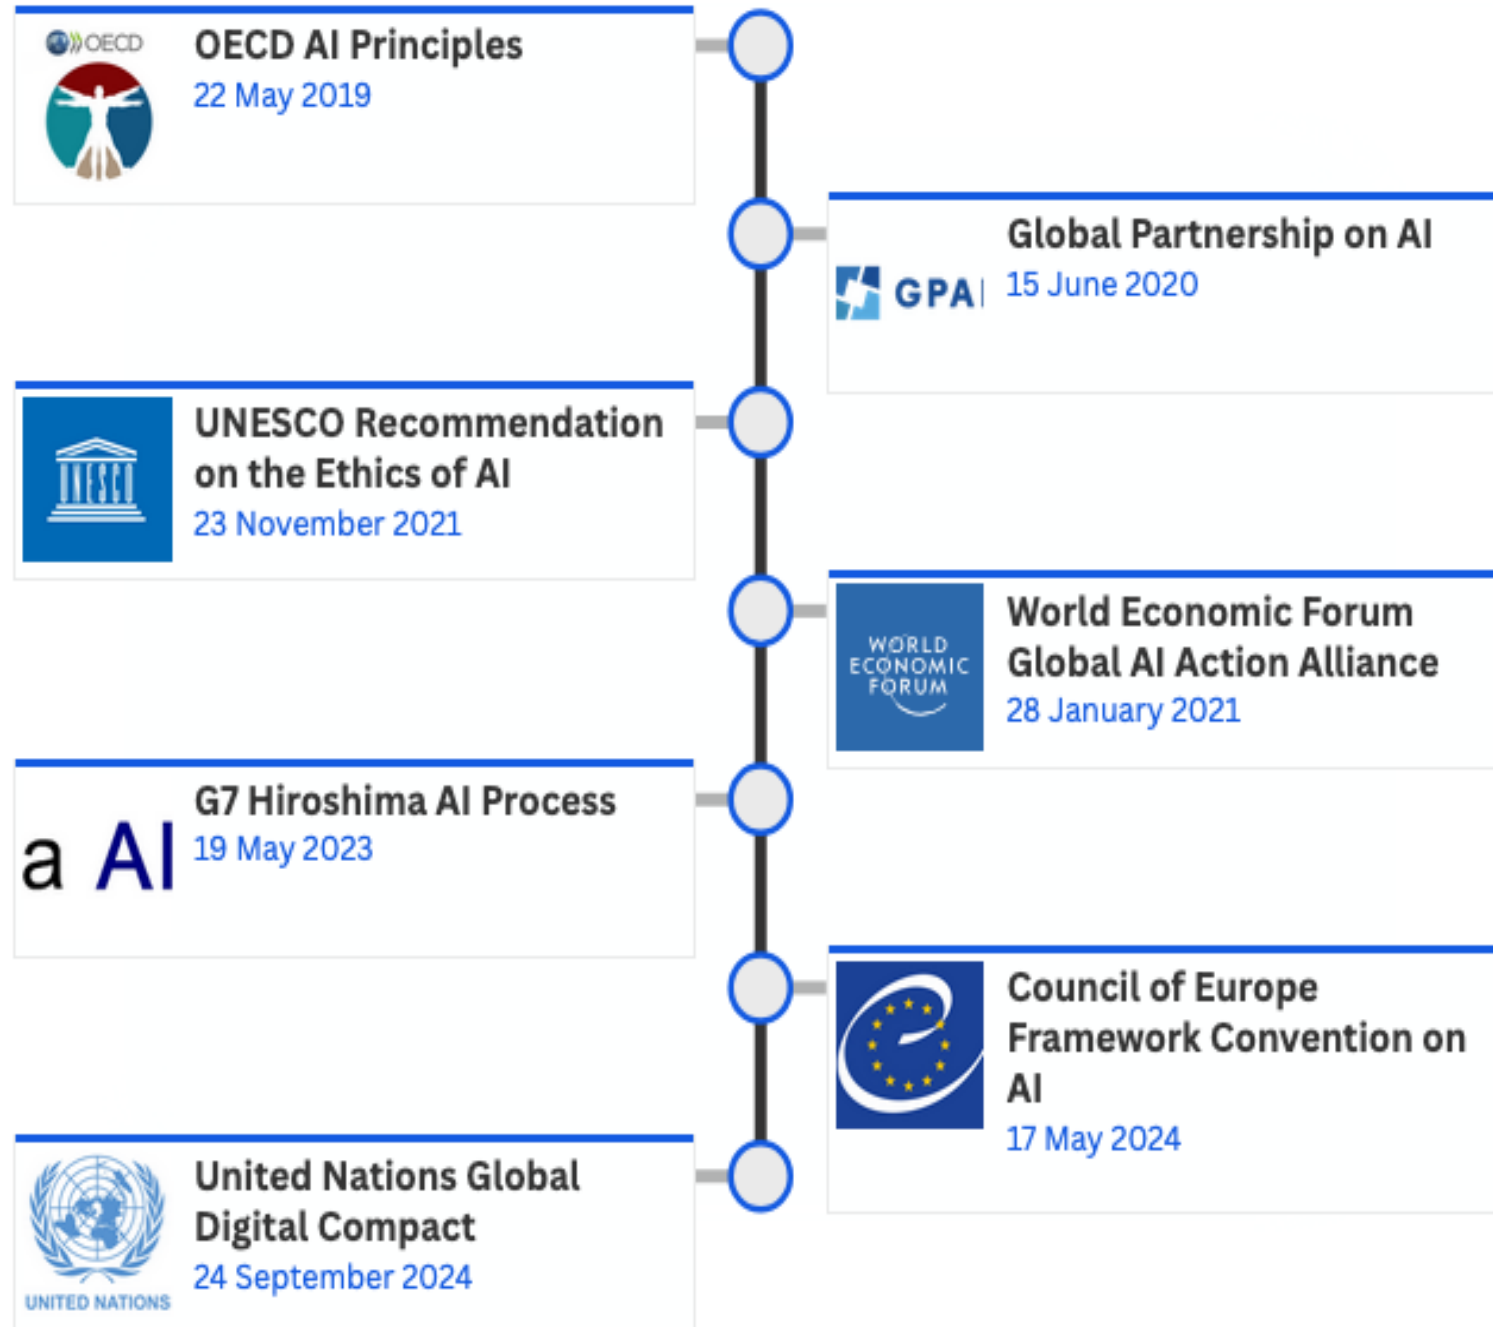 OECD
OECD AI Principles
22 May 2019
GPAI
Global Partnership on AI
15 June 2020
UNESCO
UNESCO Recommendation
on the Ethics of AI
23 November 2021
WORLD
ECONOMIC
FORUM
World Economic Forum
Global AI Action Alliance
28 January 2021
a AI
G7 Hiroshima AI Process
19 May 2023
Council of Europe
Framework Convention on
AI
17 May 2024
UNITED NATIONS
United Nations Global
Digital Compact
24 September 2024